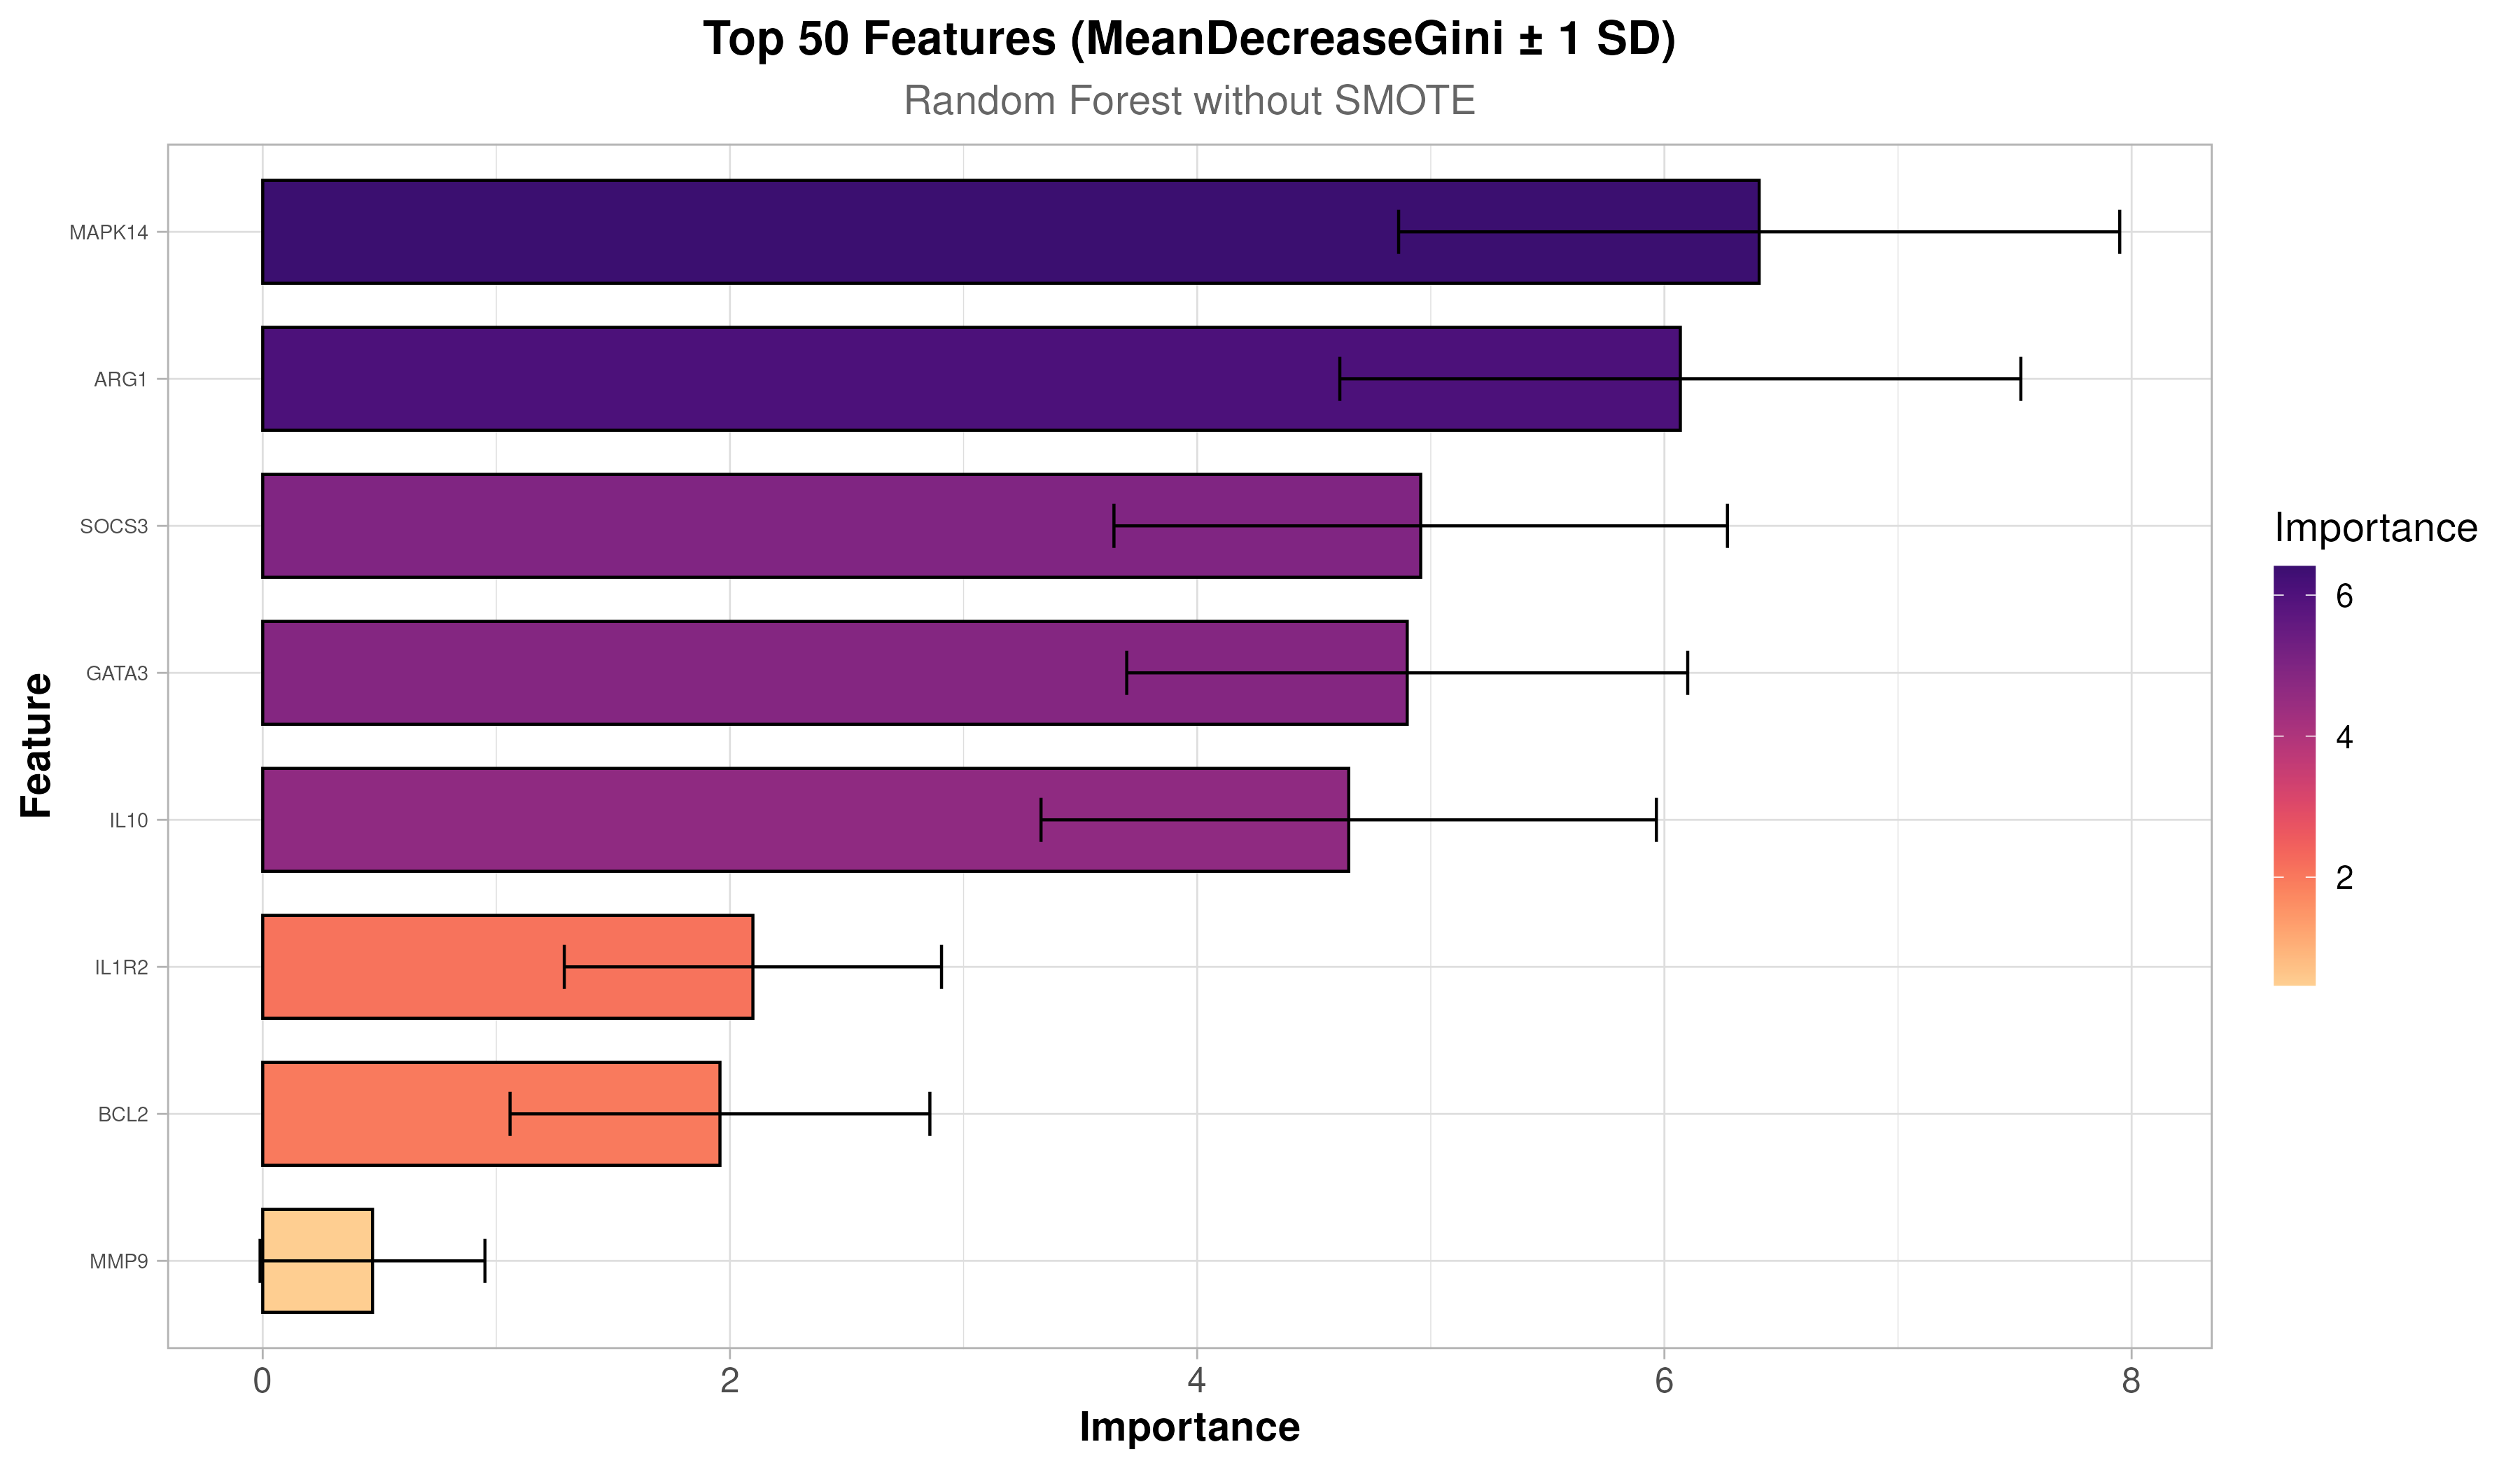 Top 50 Features (MeanDecreaseGini ± 1 SD)
Random Forest without SMOTE
Feature
MAPK14
ARG1
SOCS3
GATA3
IL10
IL1R2
BCL2
MMP9
0 2 4 6 8
Importance
Importance
6
4
2